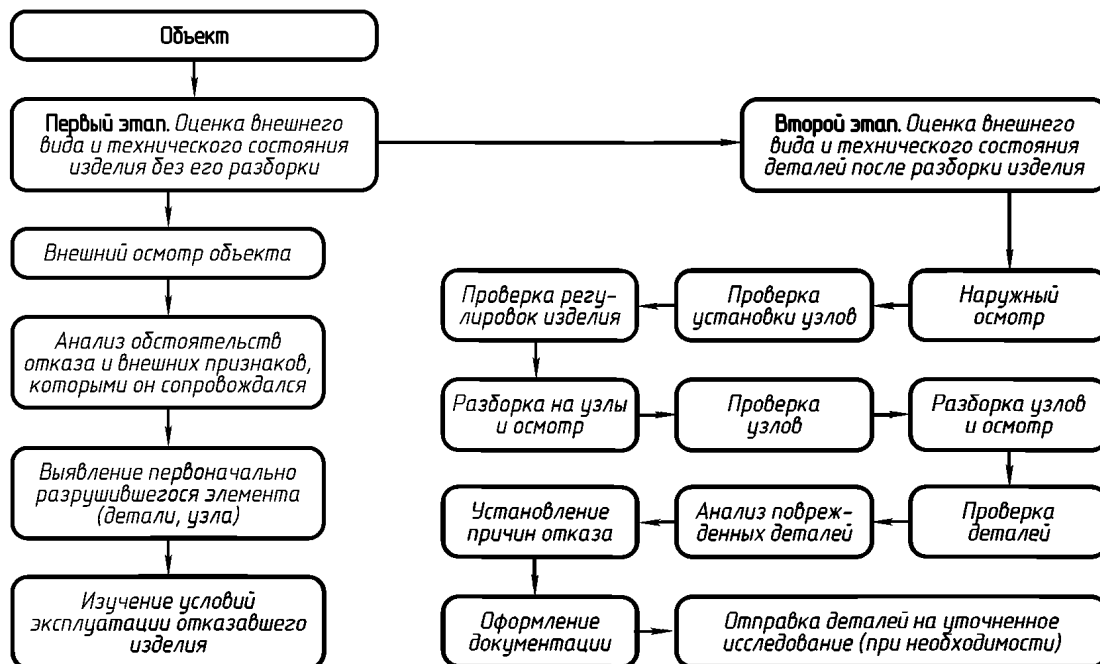 Объект
Первый этап. Оценка внешнего
вида и технического состояния
изделия без его разборки
Внешний осмотр объекта
Анализ обстоятельств
отказа и внешних признаков,
которыми он сопровождался
Выявление первоначально
разрушившегося элемента
(детали, узла)
Изучение условий
эксплуатации отказавшего
изделия
Второй этап. Оценка внешнего
вида и технического состояния
деталей после разборки изделия
Наружный
осмотр
Проверка
установки узлов
Проверка регу-
лировок изделия
Разборка на узлы
и осмотр
Проверка
узлов
Разборка узлов
и осмотр
Проверка
деталей
Анализ повреж-
денных деталей
Установление
причин отказа
Оформление
документации
Отправка деталей на уточненное
исследование (при необходимости)